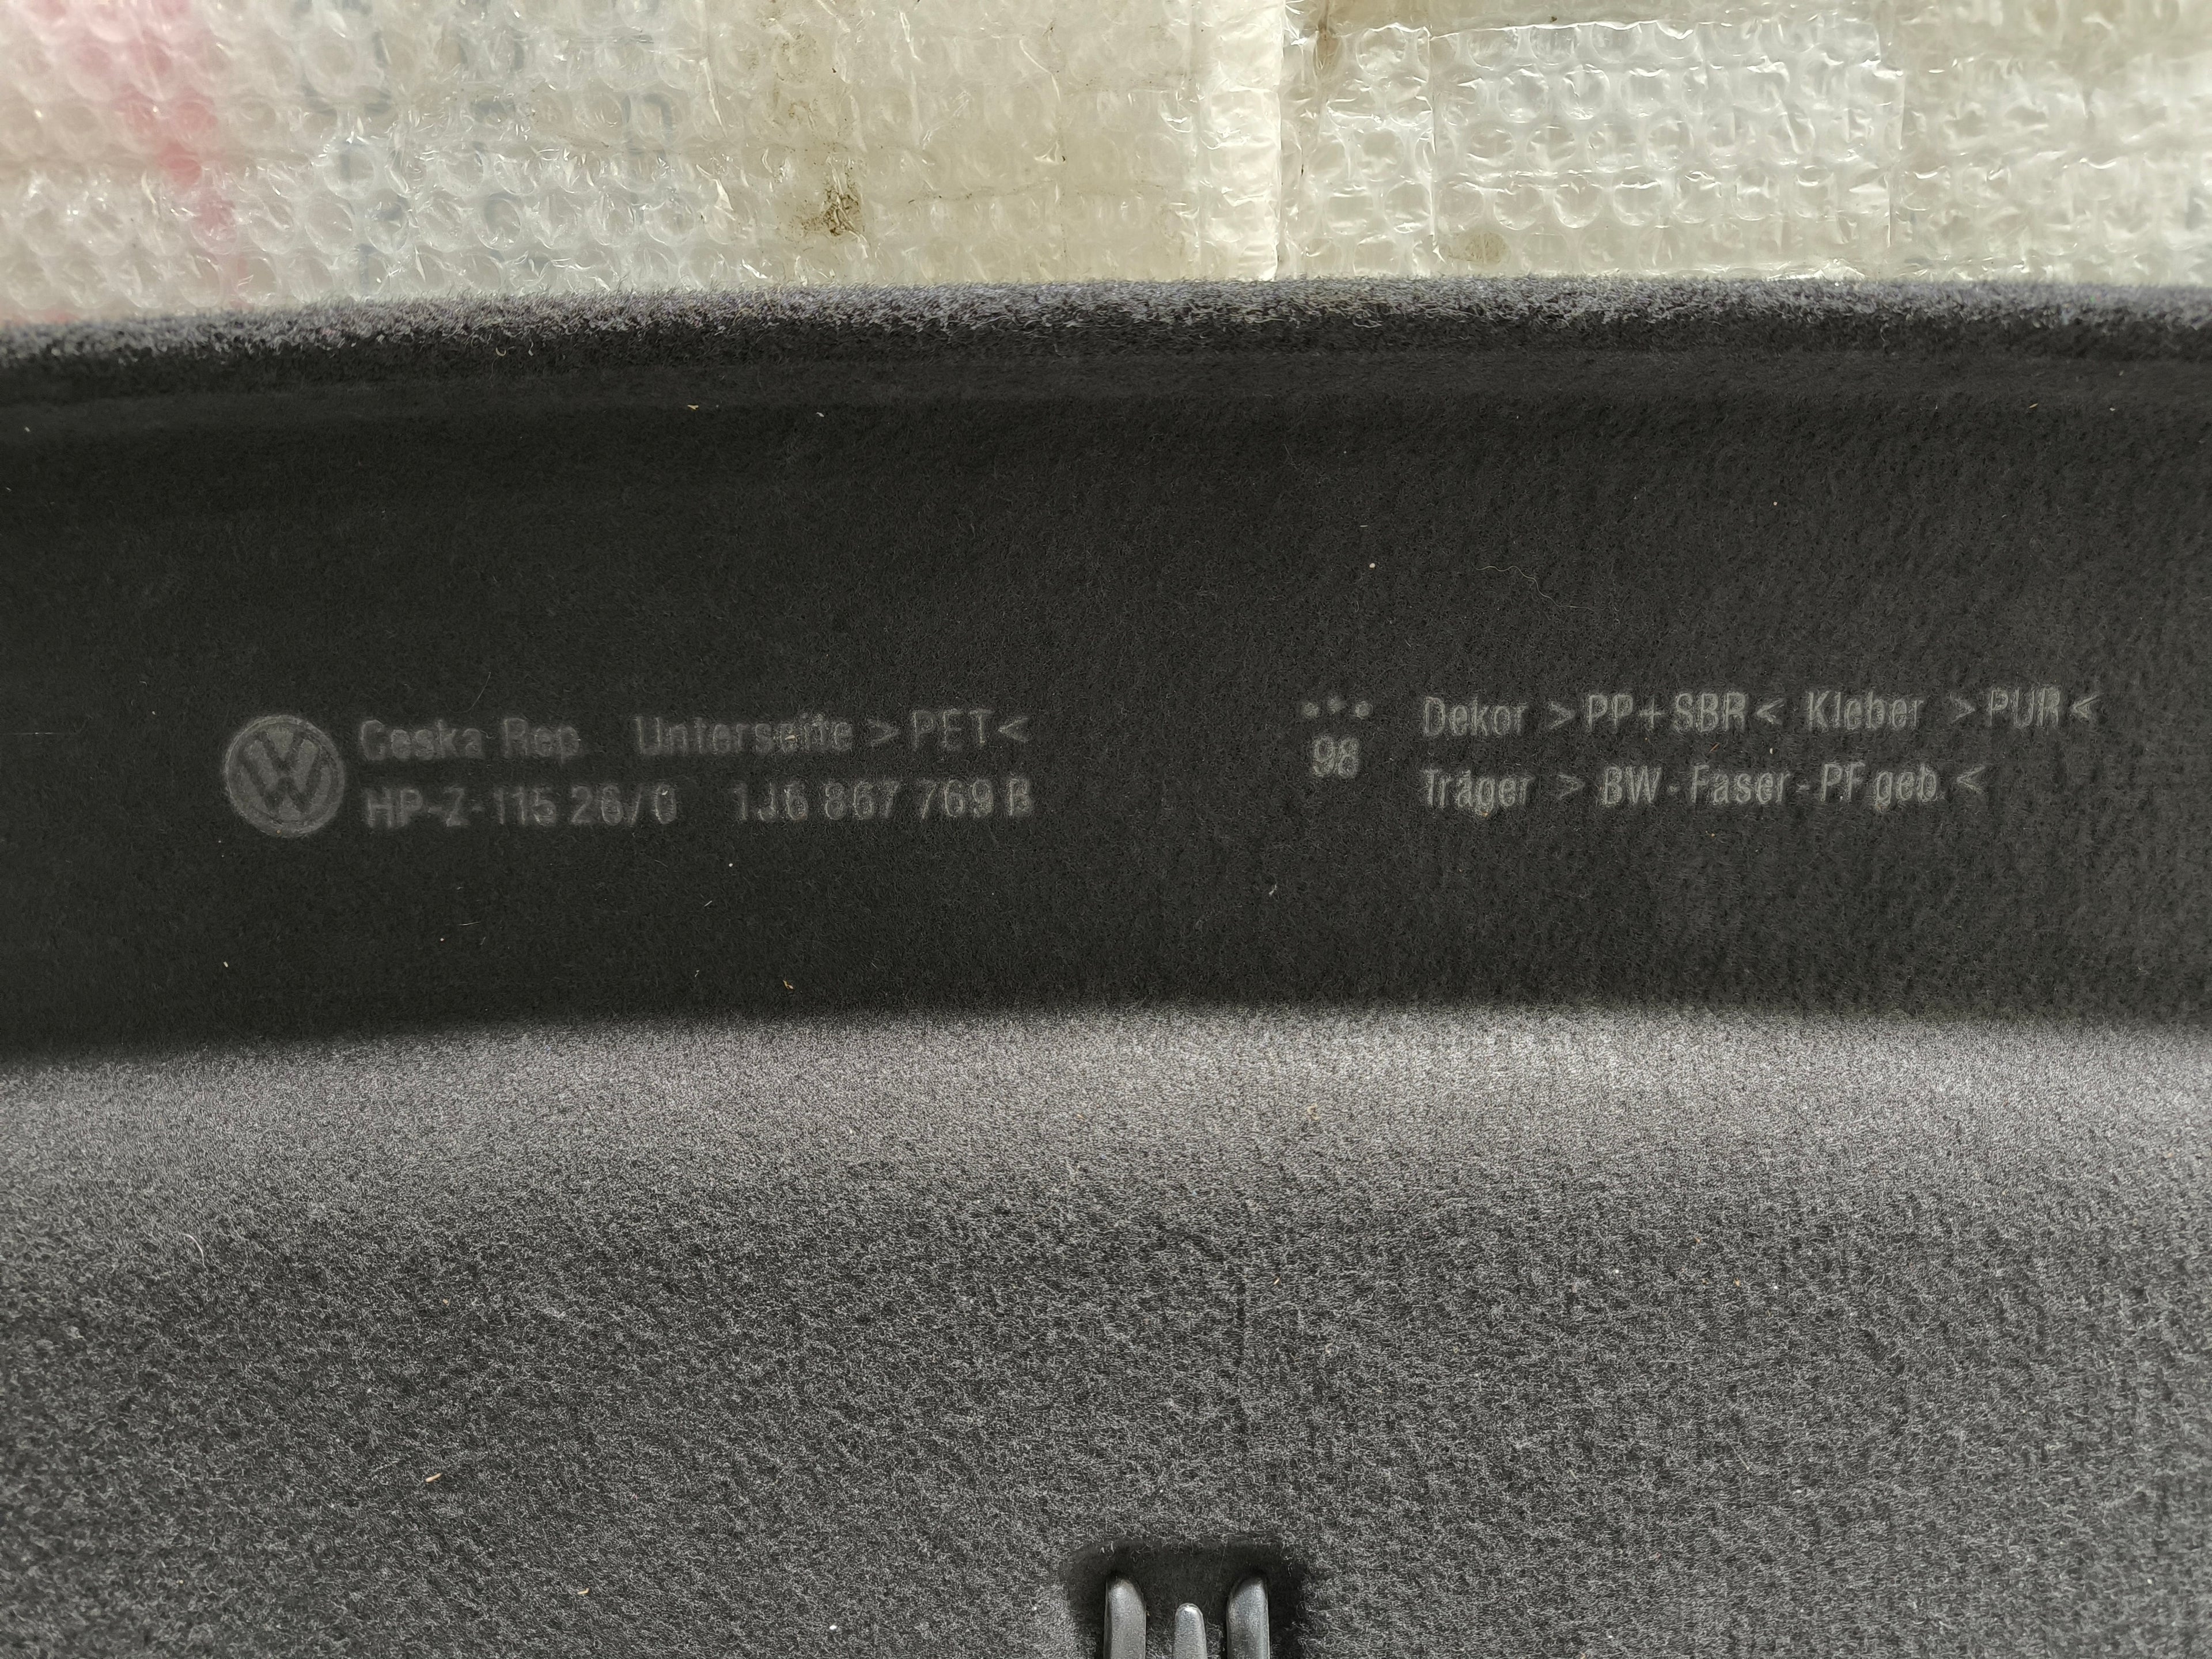 Ceska Rep. Unterseite >PET<
HP-Z-115 26/0 1J6 867 769 B
98
Dekor >PP+SBR< Kleber >PUR<
Träger >BW-Faser-PF geb.<